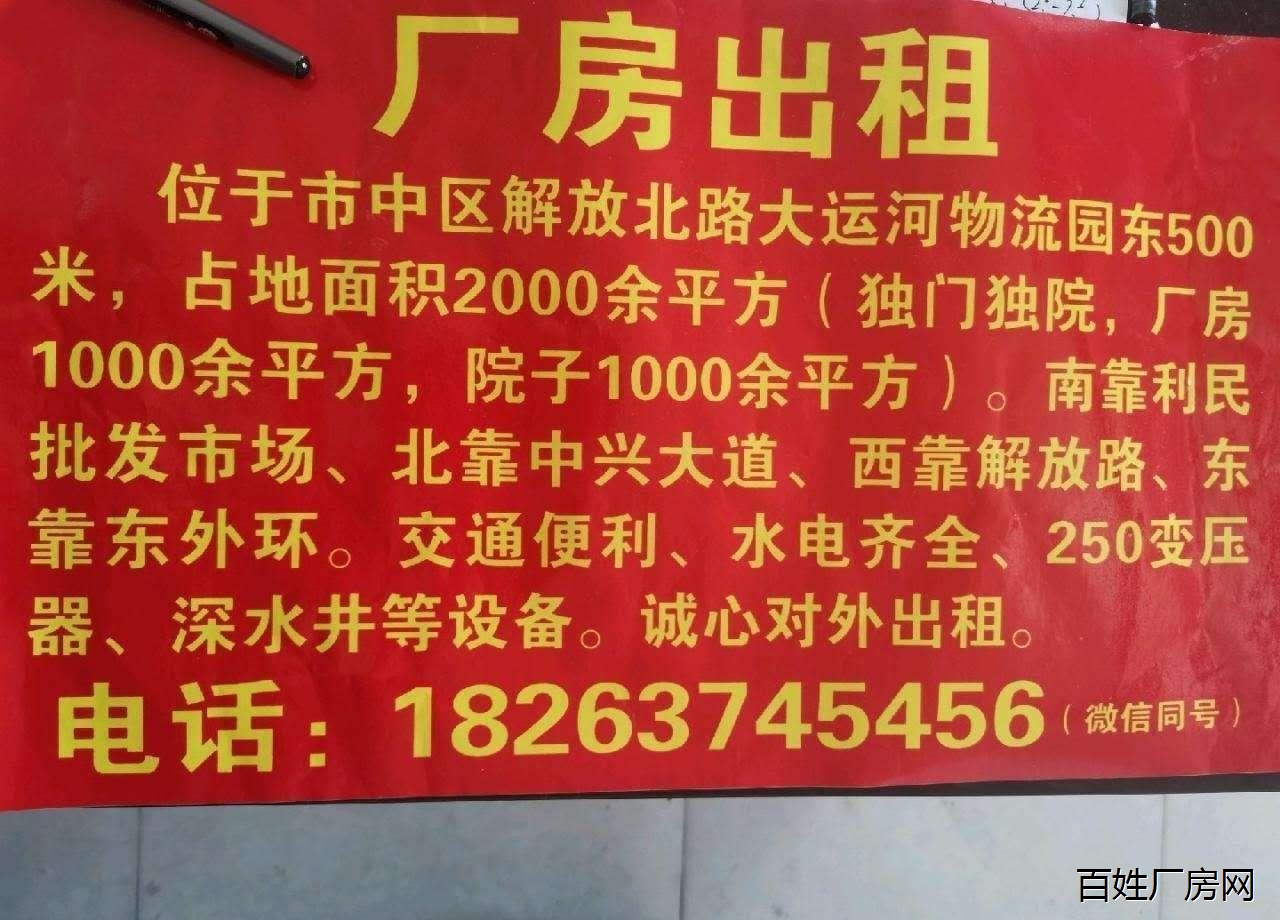 厂房出租
位于市中区解放北路大运河物流园东500
米，占地面积2000余平方（独门独院，厂房
1000余平方，院子1000余平方）。南靠利民
批发市场、北靠中兴大道、西靠解放路、东
靠东外环。交通便利、水电齐全、250变压
器、深水井等设备。诚心对外出租。
电话：18263745456（微信同号）
百姓厂房网